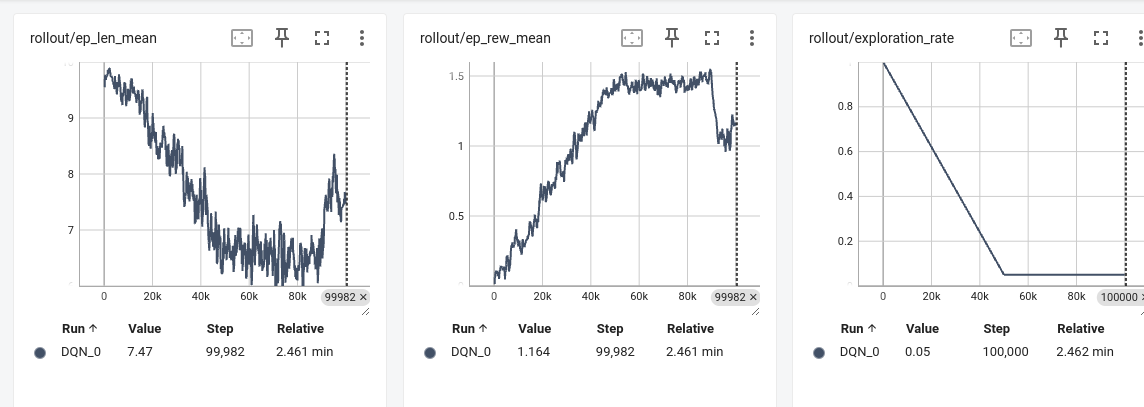 rollout/ep_len_mean
9
8
7
0 20k 40k 60k 80k 99982 ×
Run ↑ Value Step Relative
DQN_0 7.47 99,982 2.461 min
rollout/ep_rew_mean
1.5
1
0.5
0 20k 40k 60k 80k 99982 ×
Run ↑ Value Step Relative
DQN_0 1.164 99,982 2.461 min
rollout/exploration_rate
0.8
0.6
0.4
0.2
0 20k 40k 60k 80k 100000
Run ↑ Value Step Relative
DQN_0 0.05 100,000 2.462 min